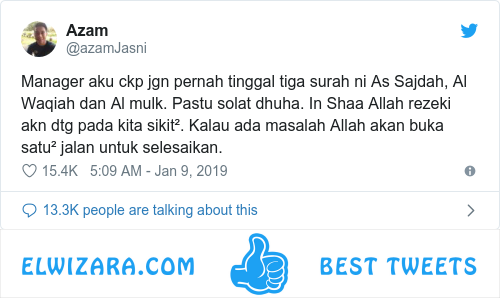 Azam
@azamJasni
Manager aku ckp jgn pernah tinggal tiga surah ni As Sajdah, Al
Waqiah dan Al mulk. Pastu solat dhuha. In Shaa Allah rezeki
akn dtg pada kita sikit². Kalau ada masalah Allah akan buka
satu² jalan untuk selesaikan.
15.4K 5:09 AM - Jan 9, 2019
13.3K people are talking about this
ELWIZARA.COM BEST TWEETS